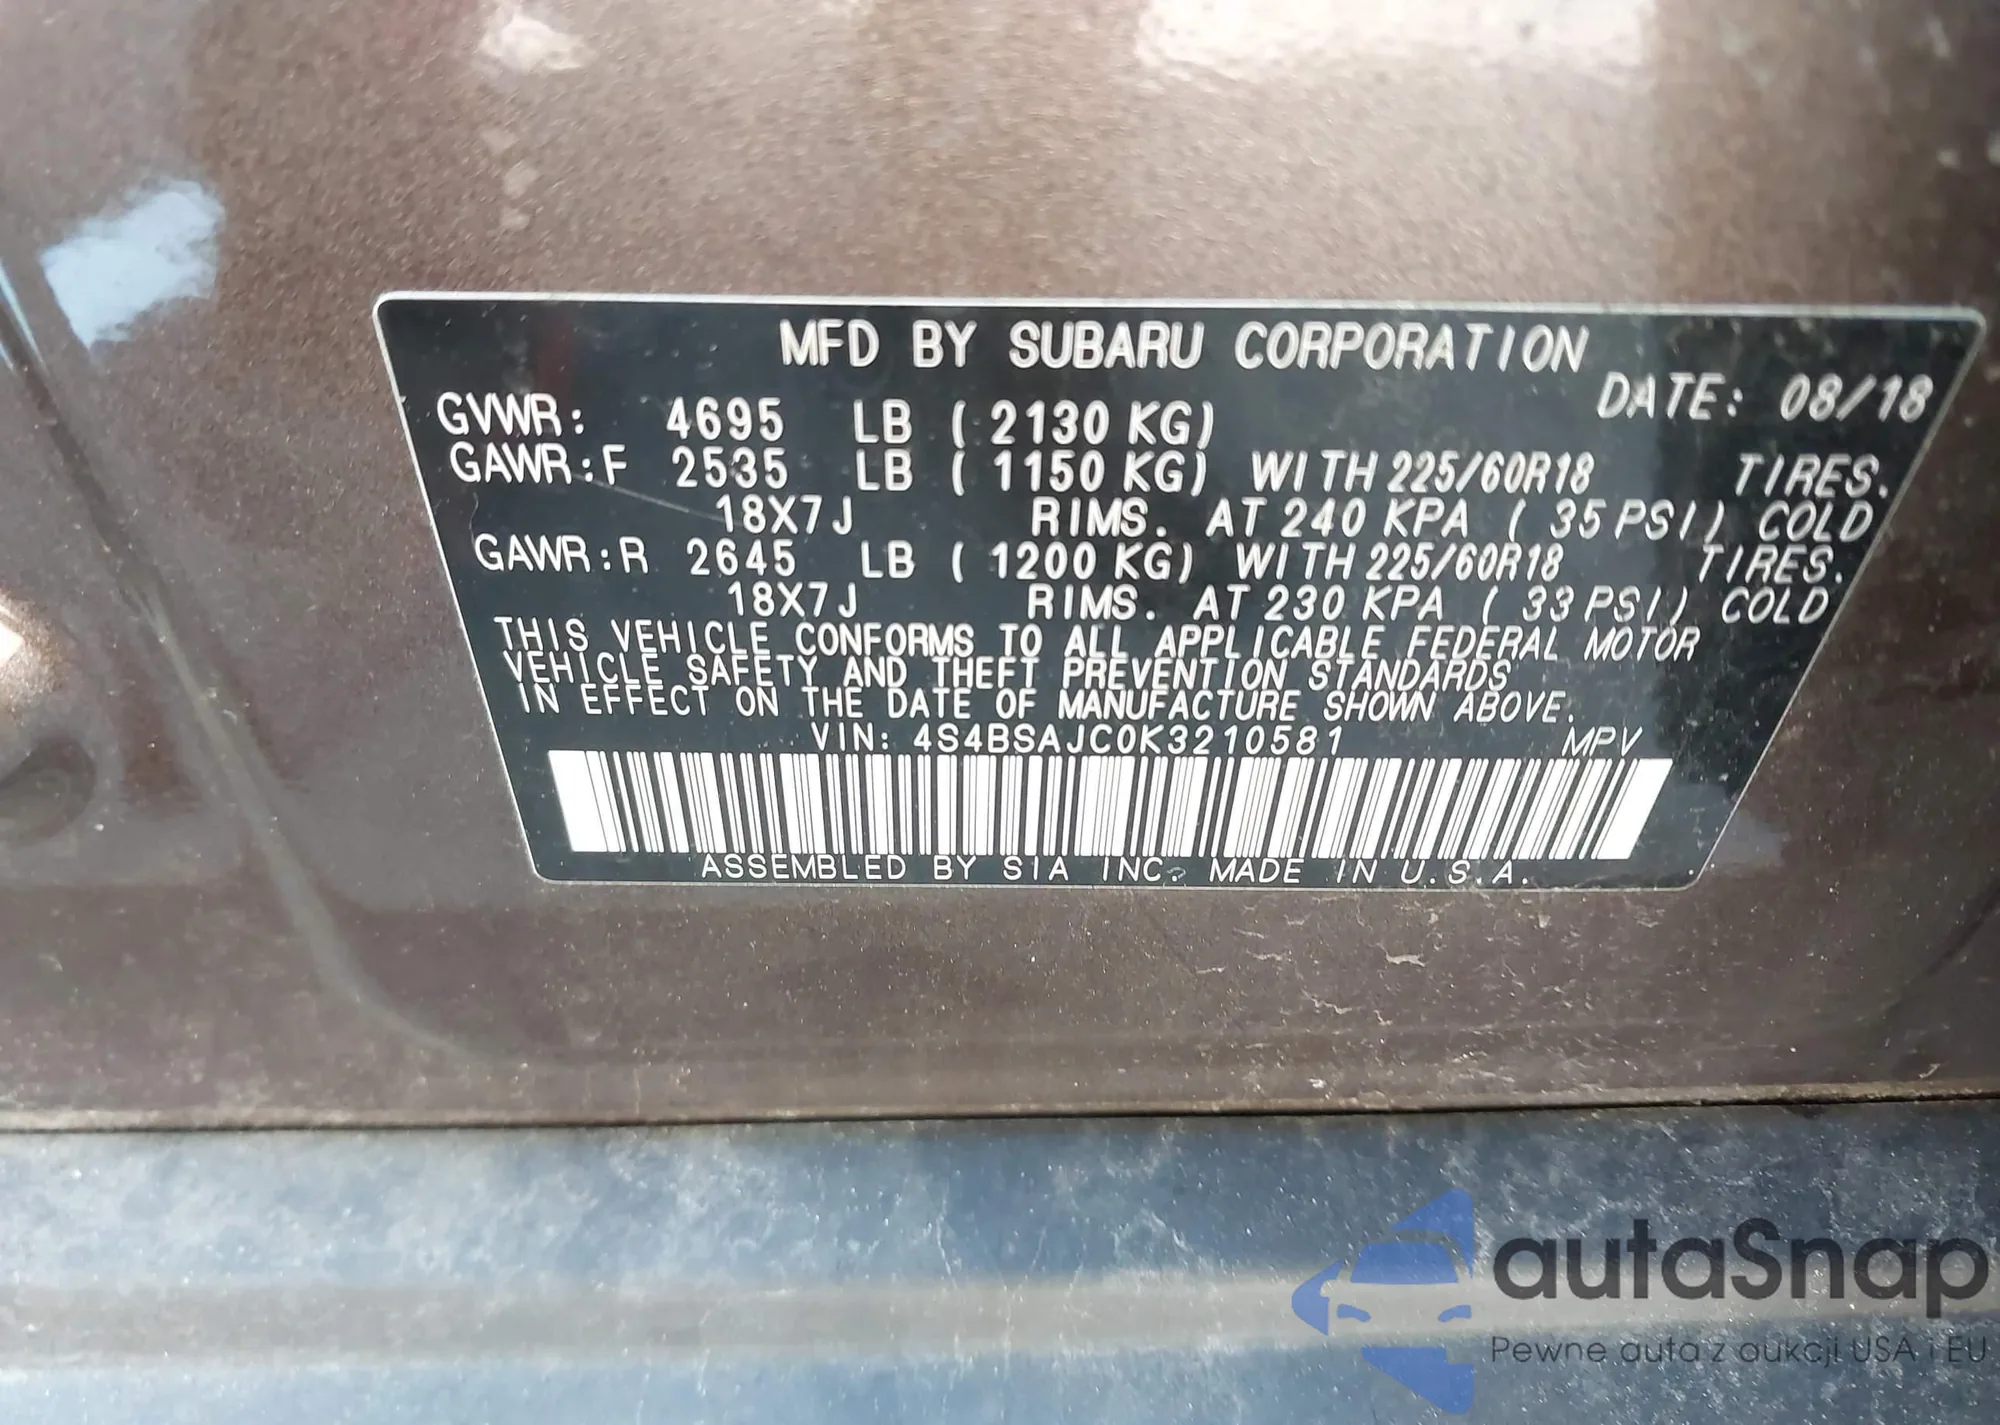 MFD BY SUBARU CORPORATION
DATE: 08/18
GVWR: 4695 LB ( 2130 KG)
GAWR:F 2535 LB ( 1150 KG) WITH 225/60R18 TIRES.
18X7J RIMS. AT 240 KPA ( 35 PSI) COLD
GAWR:R 2645 LB ( 1200 KG) WITH 225/60R18 TIRES.
18X7J RIMS. AT 230 KPA ( 33 PSI) COLD
THIS VEHICLE CONFORMS TO ALL APPLICABLE FEDERAL MOTOR
VEHICLE SAFETY AND THEFT PREVENTION STANDARDS
IN EFFECT ON THE DATE OF MANUFACTURE SHOWN ABOVE.
VIN: 4S4BSAJC0K3210581 MPV
ASSEMBLED BY SIA INC. MADE IN U.S.A.
autaSnap
Pewne auta z aukcji USA i EU